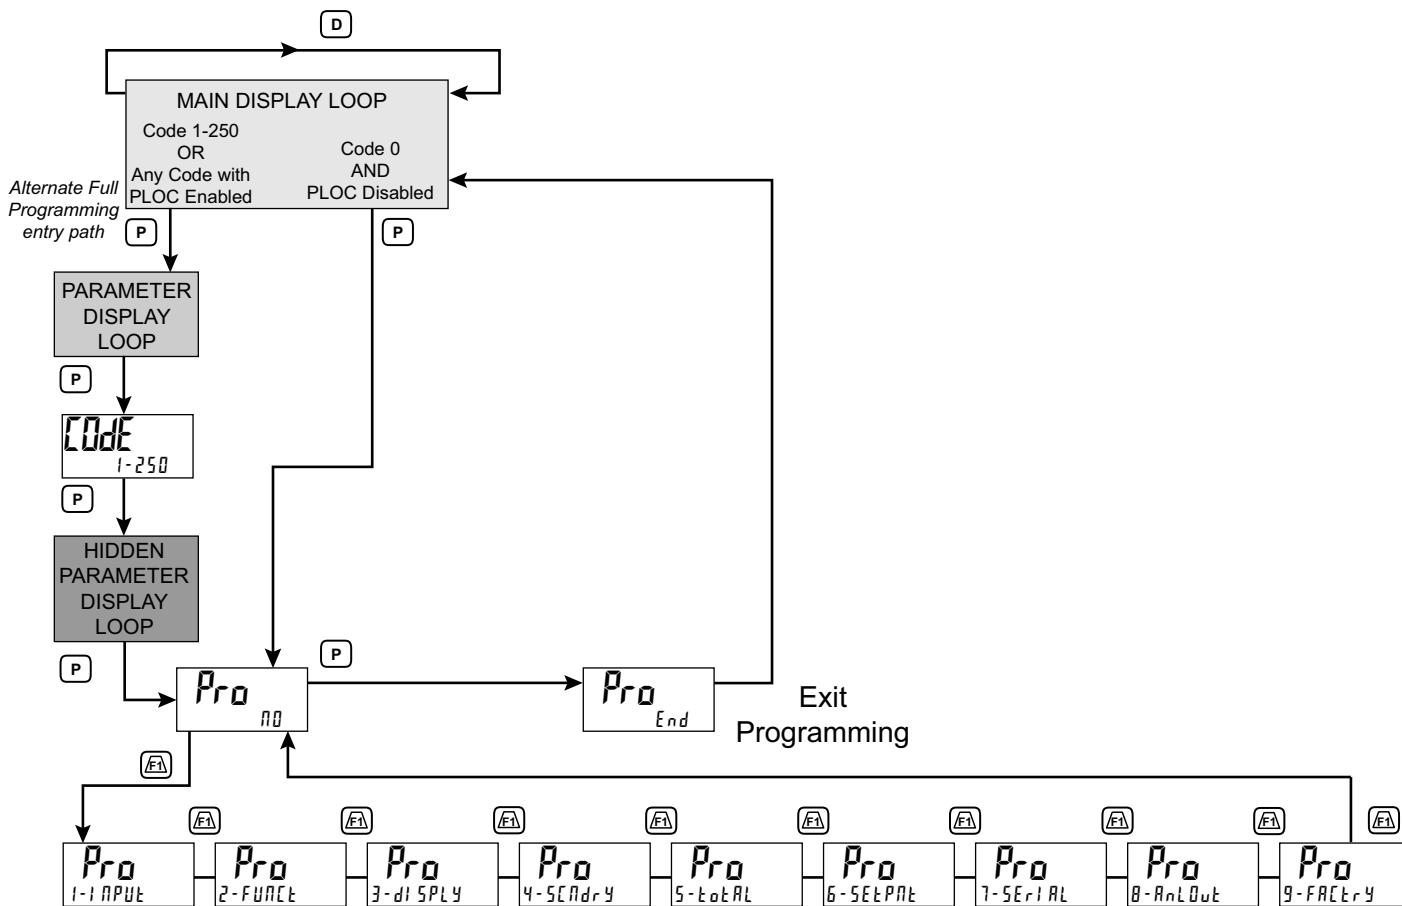 D
MAIN DISPLAY LOOP
Code 1-250
OR
Any Code with
PLOC Enabled
Code 0
AND
PLOC Disabled
Alternate Full
Programming
entry path
P
P
PARAMETER
DISPLAY
LOOP
P
COdE
1-250
P
HIDDEN
PARAMETER
DISPLAY
LOOP
P
Pro
NO
P
Pro
End
Exit
Programming
F1
F1
F1
F1
F1
F1
F1
F1
F1
F1
Pro
1-INPUt
Pro
2-FUNCt
Pro
3-dISPLY
Pro
4-SCNdrY
Pro
5-totAL
Pro
6-SEtPNt
Pro
7-SErIAL
Pro
8-AnLOut
Pro
9-FACtrY